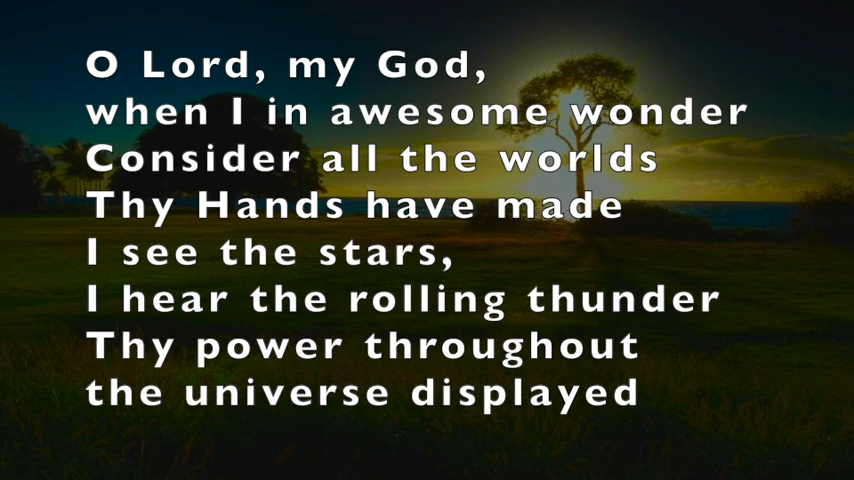 O Lord, my God,
when I in awesome wonder
Consider all the worlds
Thy Hands have made
I see the stars,
I hear the rolling thunder
Thy power throughout
the universe displayed